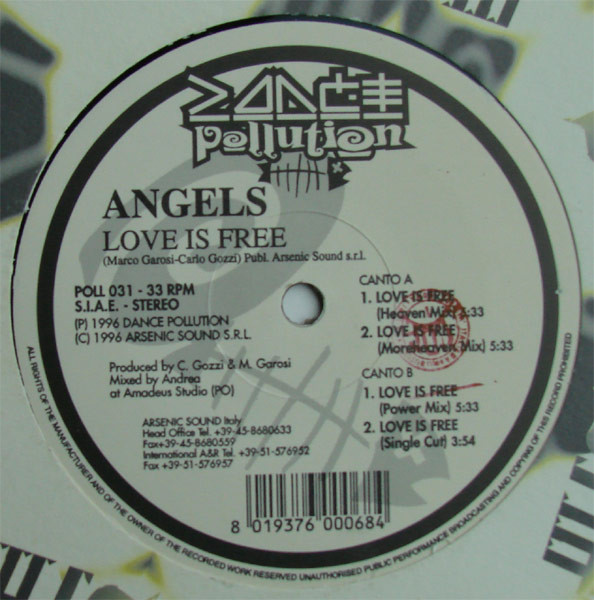 DANCE
pollution
ANGELS
LOVE IS FREE
(Marco Garosi-Carlo Gozzi) Publ. Arsenic Sound s.r.l.
POLL 031 - 33 RPM
S.I.A.E. - STEREO
(P) 1996 DANCE POLLUTION
(C) 1996 ARSENIC SOUND S.R.L.
Produced by C. Gozzi & M. Garosi
Mixed by Andrea
at Amadeus Studio (PO)
ARSENIC SOUND Italy
Head Office Tel. +39-45-8680633
Fax+39-45-8680559
International A&R Tel. +39-51-576952
Fax +39-51-576957
CANTO A
1. LOVE IS FREE
(Heaven Mix) 5:33
2. LOVE IS FREE
(Moreheaven Mix) 5:33
CANTO B
1. LOVE IS FREE
(Power Mix) 5:33
2. LOVE IS FREE
(Single Cut) 3:54
8 019376 000684
ALL RIGHTS OF THE MANUFACTURER AND OF THE OWNER OF THE RECORDED WORK RESERVED UNAUTHORISED PUBLIC PERFORMANCE BROADCASTING AND COPYING OF THIS RECORD PROHIBITED